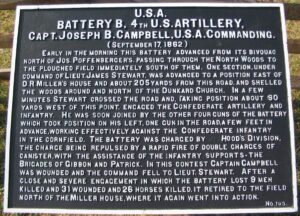 U.S.A.
BATTERY B, 4TH U.S. ARTILLERY,
CAPT. JOSEPH B. CAMPBELL, U.S.A. COMMANDING.
(SEPTEMBER 17, 1862)
EARLY IN THE MORNING THIS BATTERY ADVANCED FROM ITS BIVOUAC
NORTH OF JOS. POFFENBERGER'S, PASSING THROUGH THE NORTH WOODS TO
THE PLOUGHED FIELD IMMEDIATELY SOUTH OF THEM. ONE SECTION, UNDER
COMMAND OF LIEUT. JAMES STEWART, WAS ADVANCED TO A POSITION EAST OF
D.R. MILLER'S HOUSE AND ABOUT 205 YARDS FROM THIS ROAD, AND SHELLED
THE WOODS AROUND AND NORTH OF THE DUNKARD CHURCH. IN A FEW
MINUTES STEWART CROSSED THE ROAD AND, TAKING POSITION ABOUT 90
YARDS WEST OF THIS POINT, ENGAGED THE CONFEDERATE ARTILLERY AND
INFANTRY. HE WAS SOON JOINED BY THE OTHER FOUR GUNS OF THE BATTERY
WHICH TOOK POSITION ON HIS LEFT, ONE GUN IN THE ROAD, A FEW FEET IN
ADVANCE, WORKING EFFECTIVELY AGAINST THE CONFEDERATE INFANTRY
IN THE CORNFIELD. THE BATTERY WAS CHARGED BY HOOD'S DIVISION,
THE CHARGE BEING REPULSED BY A RAPID FIRE OF DOUBLE CHARGES OF
CANISTER, WITH THE ASSISTANCE OF THE INFANTRY SUPPORTS - THE
BRIGADES OF GIBBON AND PATRICK. IN THIS CONTEST CAPTAIN CAMPBELL
WAS WOUNDED AND THE COMMAND FELL TO LIEUT. STEWART. AFTER A
CLOSE AND SEVERE ENGAGEMENT IN WHICH THE BATTERY LOST 9 MEN
KILLED AND 31 WOUNDED AND 26 HORSES KILLED, IT RETIRED TO THE FIELD
NORTH OF THE MILLER HOUSE, WHERE IT AGAIN WENT INTO ACTION.